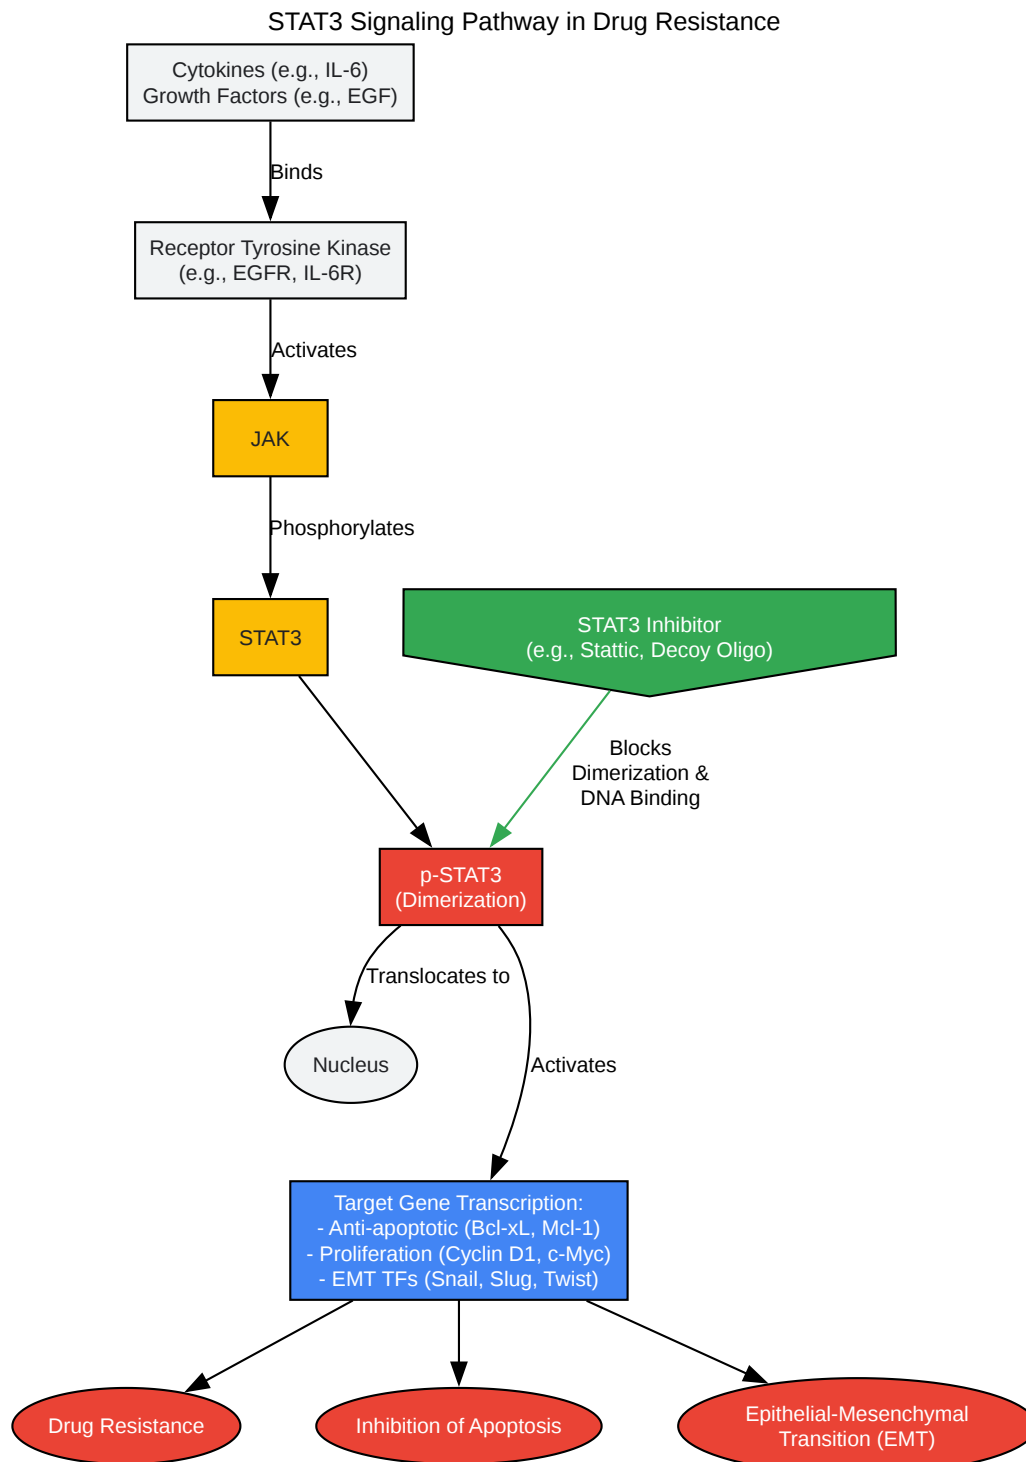 STAT3 Signaling Pathway in Drug Resistance
Cytokines (e.g., IL-6)
Growth Factors (e.g., EGF)
Binds
Receptor Tyrosine Kinase
(e.g., EGFR, IL-6R)
Activates
JAK
Phosphorylates
STAT3
STAT3 Inhibitor
(e.g., Stattic, Decoy Oligo)
Blocks
Dimerization &
DNA Binding
p-STAT3
(Dimerization)
Translocates to
Nucleus
Activates
Target Gene Transcription:
- Anti-apoptotic (Bcl-xL, Mcl-1)
- Proliferation (Cyclin D1, c-Myc)
- EMT TFs (Snail, Slug, Twist)
Drug Resistance
Inhibition of Apoptosis
Epithelial-Mesenchymal
Transition (EMT)